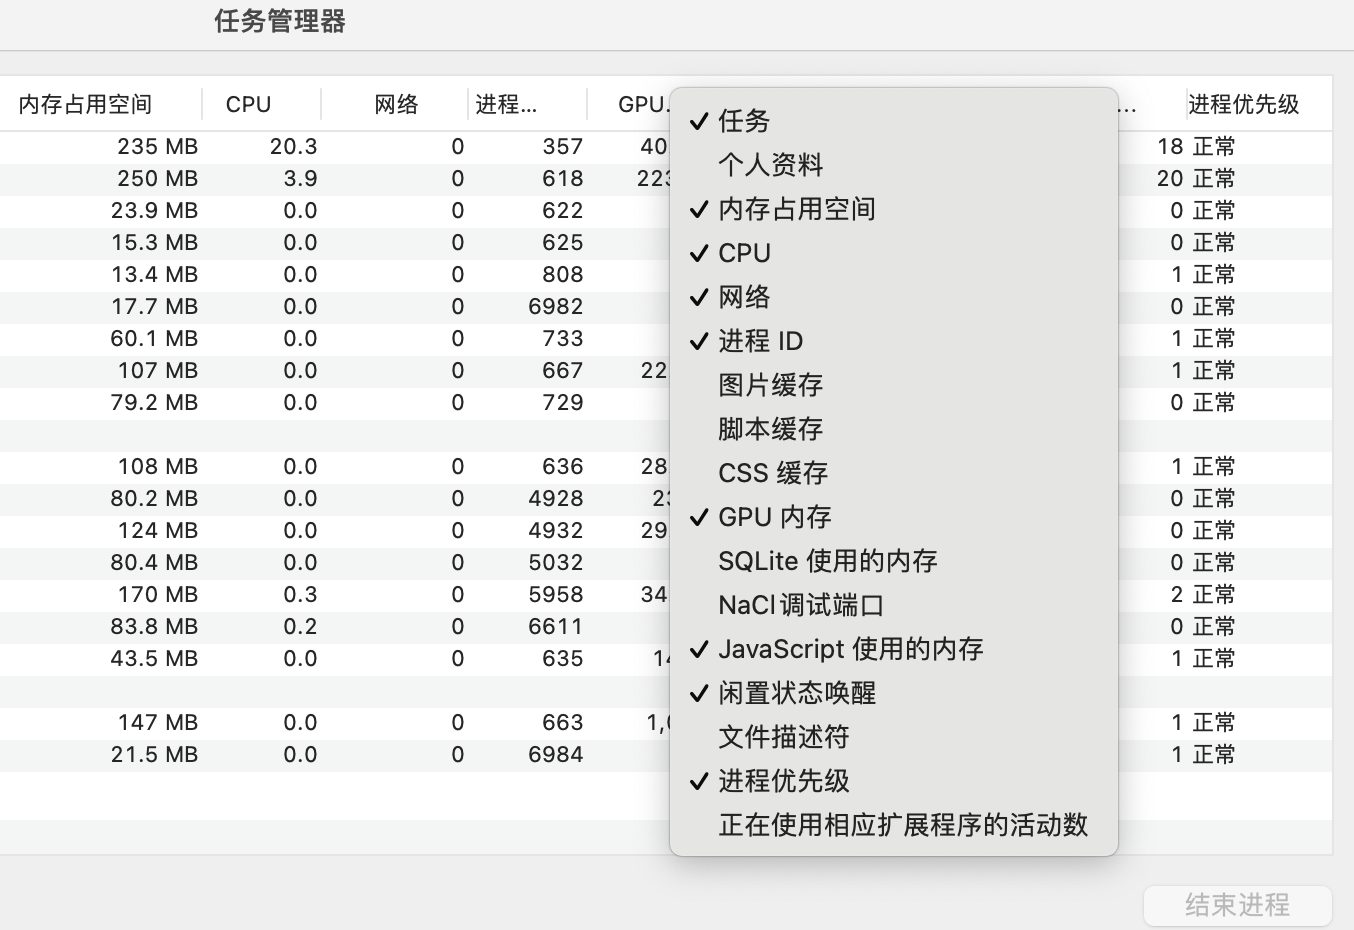 任务管理器
内存占用空间 CPU 网络 进程... GPU. ... 进程优先级
235 MB 20.3 0 357 40 18 正常
250 MB 3.9 0 618 223 20 正常
23.9 MB 0.0 0 622 0 正常
15.3 MB 0.0 0 625 0 正常
13.4 MB 0.0 0 808 1 正常
17.7 MB 0.0 0 6982 0 正常
60.1 MB 0.0 0 733 1 正常
107 MB 0.0 0 667 22 1 正常
79.2 MB 0.0 0 729 0 正常
108 MB 0.0 0 636 28 1 正常
80.2 MB 0.0 0 4928 23 0 正常
124 MB 0.0 0 4932 29 0 正常
80.4 MB 0.0 0 5032 0 正常
170 MB 0.3 0 5958 34 2 正常
83.8 MB 0.2 0 6611 0 正常
43.5 MB 0.0 0 635 14 1 正常
147 MB 0.0 0 663 1,0 1 正常
21.5 MB 0.0 0 6984 1 正常
✓ 任务
个人资料
✓ 内存占用空间
✓ CPU
✓ 网络
✓ 进程 ID
图片缓存
脚本缓存
CSS 缓存
✓ GPU 内存
SQLite 使用的内存
NaCl调试端口
✓ JavaScript 使用的内存
✓ 闲置状态唤醒
文件描述符
✓ 进程优先级
正在使用相应扩展程序的活动数
结束进程